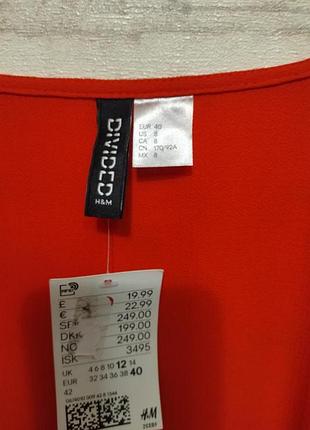 DIVIDED
H&M
EUR 40
US 8
CA 8
CN 170/92A
MX 8
£ 19.99
€ 22.99
SFr 249.00
DKK 199.00
NO 249.00
ISK 3495
UK 4 6 8 10 12 14
EUR 32 34 36 38 40
42
H&M